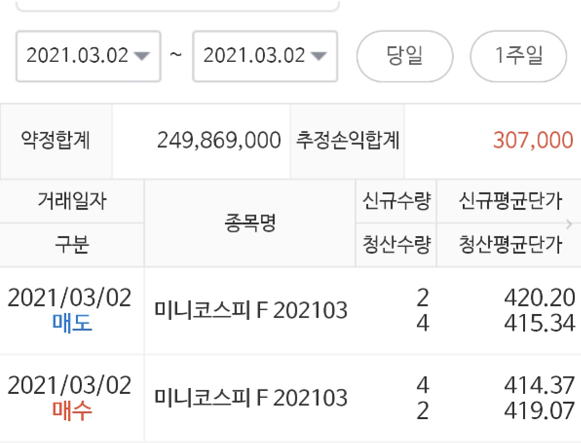 2021.03.02 ~ 2021.03.02 당일 1주일
약정합계 249,869,000 추정손익합계 307,000
거래일자 종목명 신규수량 신규평균단가
구분 청산수량 청산평균단가
2021/03/02 미니코스피 F 202103 2 420.20
매도 4 415.34
2021/03/02 미니코스피 F 202103 4 414.37
매수 2 419.07